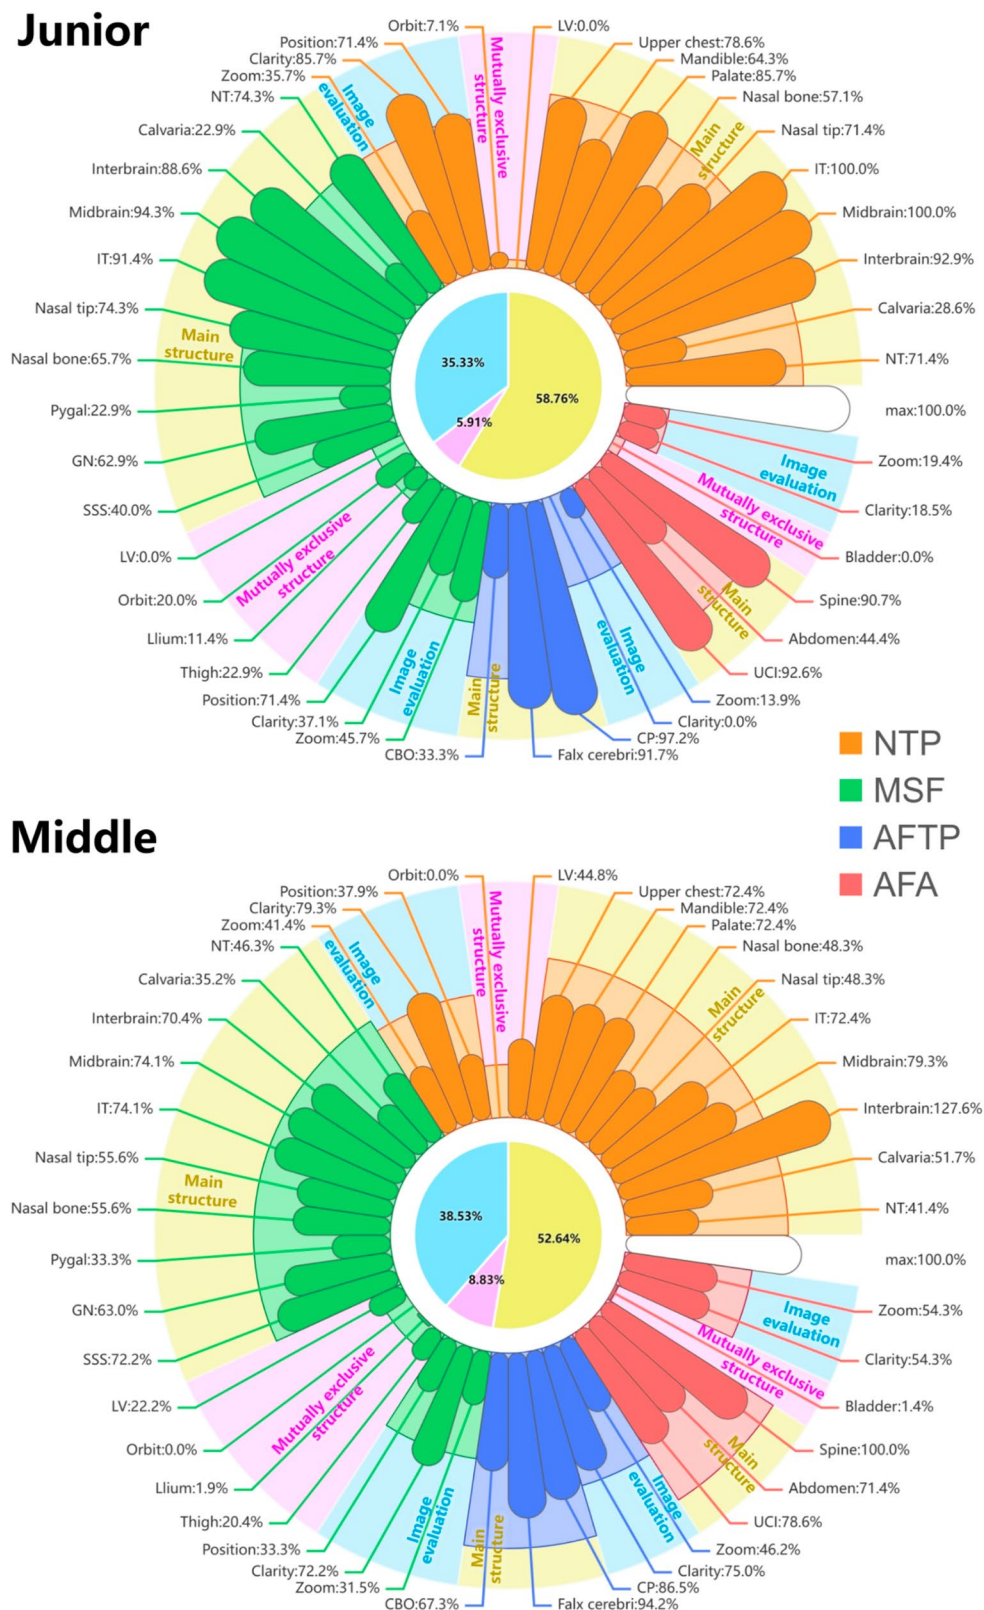 Junior
Orbit:7.1%
LV:0.0%
Position:71.4%
Upper chest:78.6%
Clarity:85.7%
Mandible:64.3%
Zoom:35.7%
Palate:85.7%
NT:74.3%
Nasal bone:57.1%
Calvaria:22.9%
Nasal tip:71.4%
Interbrain:88.6%
IT:100.0%
Midbrain:94.3%
Midbrain:100.0%
IT:91.4%
Interbrain:92.9%
Nasal tip:74.3%
Calvaria:28.6%
Nasal bone:65.7%
NT:71.4%
Pygal:22.9%
max:100.0%
GN:62.9%
Zoom:19.4%
SSS:40.0%
Clarity:18.5%
LV:0.0%
Bladder:0.0%
Orbit:20.0%
Spine:90.7%
Llium:11.4%
Abdomen:44.4%
Thigh:22.9%
UCI:92.6%
Position:71.4%
Zoom:13.9%
Clarity:37.1%
Clarity:0.0%
Zoom:45.7%
CP:97.2%
CBO:33.3%
Falx cerebri:91.7%
Image
evaluation
Mutually exclusive
structure
Main
structure
Main
structure
Mutually exclusive
structure
Image
evaluation
Main
structure
Image
evaluation
Main
structure
Mutually exclusive
structure
Image
evaluation
35.33%
58.76%
5.91%
NTP
MSF
AFTP
AFA
Middle
Orbit:0.0%
LV:44.8%
Position:37.9%
Upper chest:72.4%
Clarity:79.3%
Mandible:72.4%
Zoom:41.4%
Palate:72.4%
NT:46.3%
Nasal bone:48.3%
Calvaria:35.2%
Nasal tip:48.3%
Interbrain:70.4%
IT:72.4%
Midbrain:74.1%
Midbrain:79.3%
IT:74.1%
Interbrain:127.6%
Nasal tip:55.6%
Calvaria:51.7%
Nasal bone:55.6%
NT:41.4%
Pygal:33.3%
max:100.0%
GN:63.0%
Zoom:54.3%
SSS:72.2%
Clarity:54.3%
LV:22.2%
Bladder:1.4%
Orbit:0.0%
Spine:100.0%
Llium:1.9%
Abdomen:71.4%
Thigh:20.4%
UCI:78.6%
Position:33.3%
Zoom:46.2%
Clarity:72.2%
Clarity:75.0%
Zoom:31.5%
CP:86.5%
CBO:67.3%
Falx cerebri:94.2%
Image
evaluation
Mutually exclusive
structure
Main
structure
Main
structure
Mutually exclusive
structure
Image
evaluation
Main
structure
Image
evaluation
Main
structure
Mutually exclusive
structure
Image
evaluation
38.53%
52.64%
8.83%